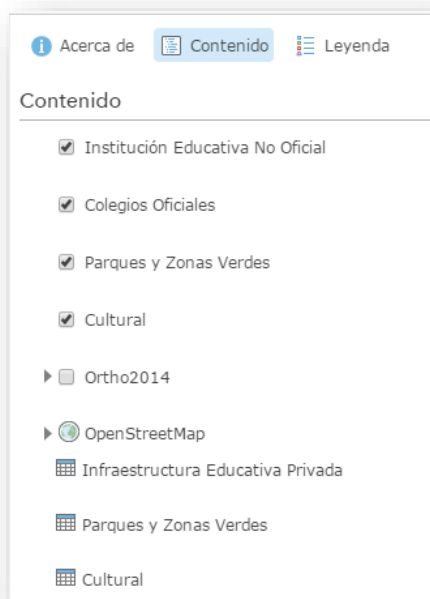 Acerca de Contenido Leyenda
Contenido
Institución Educativa No Oficial
Colegios Oficiales
Parques y Zonas Verdes
Cultural
Ortho2014
OpenStreetMap
Infraestructura Educativa Privada
Parques y Zonas Verdes
Cultural